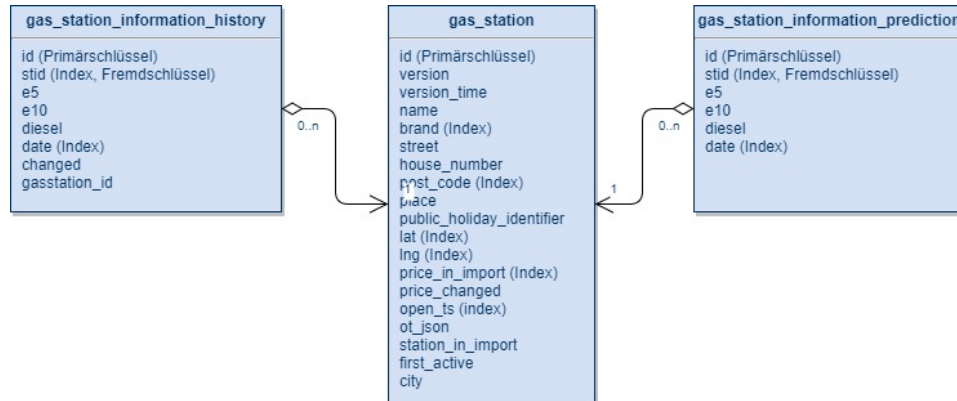 gas_station_information_history
id (Primärschlüssel)
stid (Index, Fremdschlüssel)
e5
e10
diesel
date (Index)
changed
gasstation_id
0..n
1
gas_station
id (Primärschlüssel)
version
version_time
name
brand (Index)
street
house_number
post_code (Index)
place
public_holiday_identifier
lat (Index)
lng (Index)
price_in_import (Index)
price_changed
open_ts (index)
ot_json
station_in_import
first_active
city
1
0..n
gas_station_information_prediction
id (Primärschlüssel)
stid (Index, Fremdschlüssel)
e5
e10
diesel
date (Index)